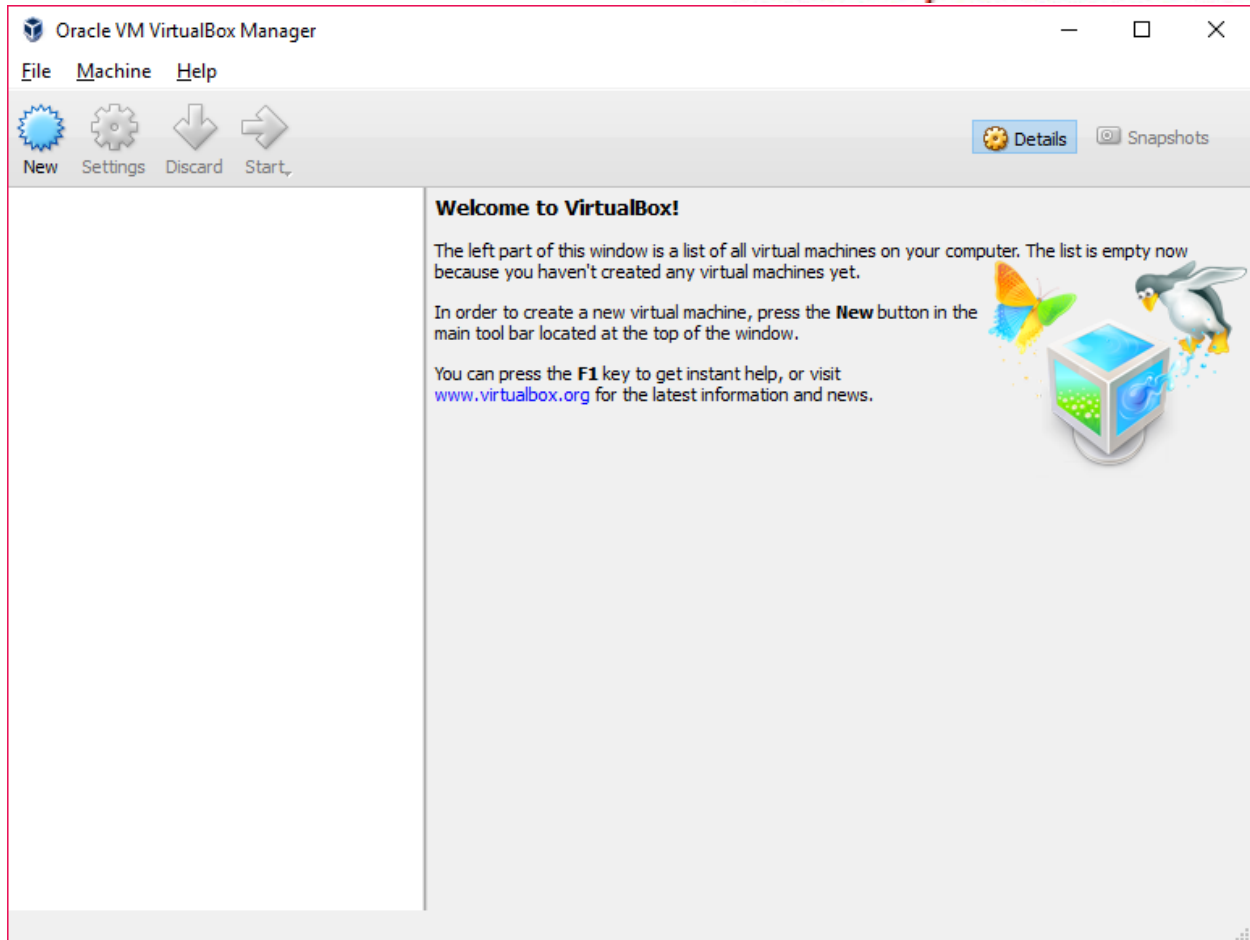 Oracle VM VirtualBox Manager
File Machine Help
New Settings Discard Start
Details Snapshots
Welcome to VirtualBox!
The left part of this window is a list of all virtual machines on your computer. The list is empty now
because you haven't created any virtual machines yet.
In order to create a new virtual machine, press the New button in the
main tool bar located at the top of the window.
You can press the F1 key to get instant help, or visit
www.virtualbox.org for the latest information and news.